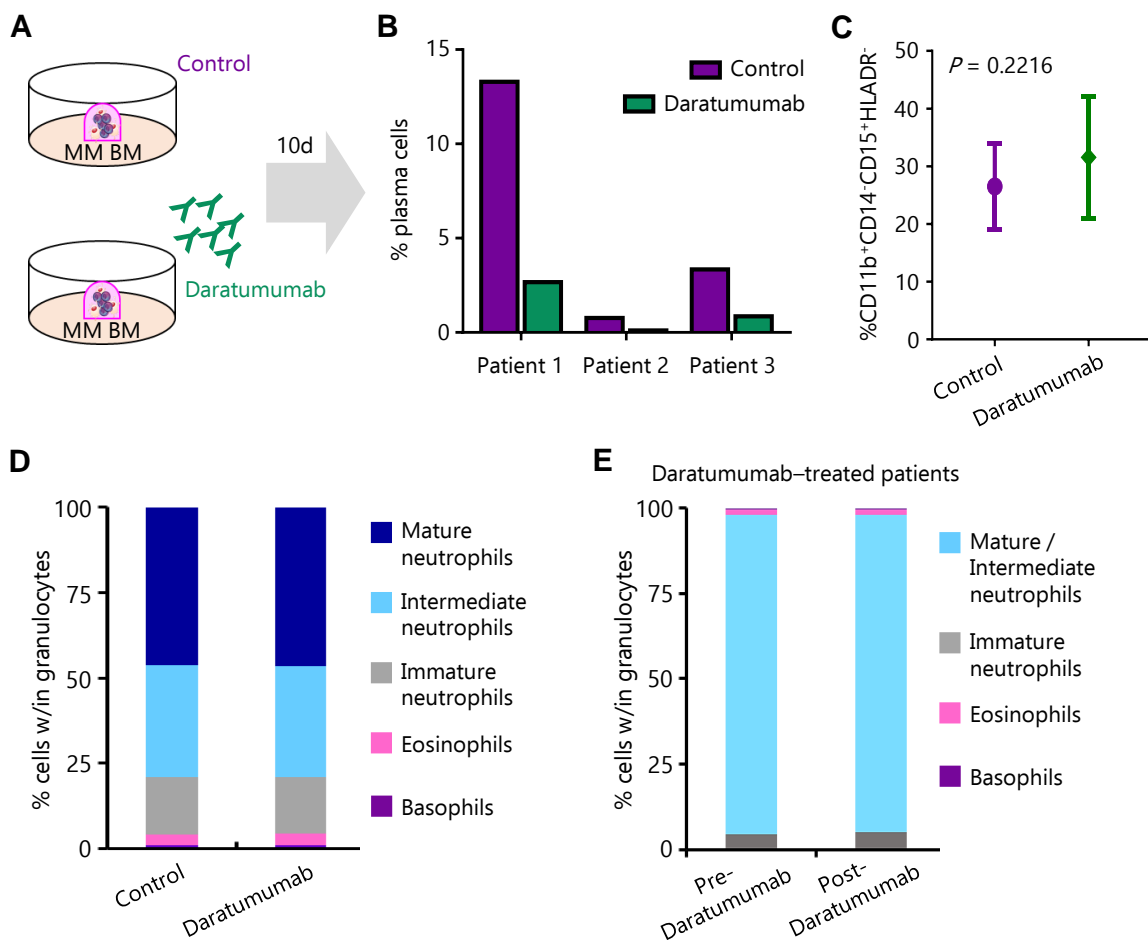 A
Control
MM BM
10d
MM BM
Daratumumab
B
15
10
5
0
% plasma cells
Control
Daratumumab
Patient 1
Patient 2
Patient 3
C
50
40
30
20
10
0
%CD11b⁺CD14⁻CD15⁺HLADR⁻
P = 0.2216
Control
Daratumumab
D
100
75
50
25
0
% cells w/in granulocytes
Control
Daratumumab
Mature
neutrophils
Intermediate
neutrophils
Immature
neutrophils
Eosinophils
Basophils
E
Daratumumab–treated patients
100
75
50
25
0
% cells w/in granulocytes
Pre-
Daratumumab
Post-
Daratumumab
Mature /
Intermediate
neutrophils
Immature
neutrophils
Eosinophils
Basophils